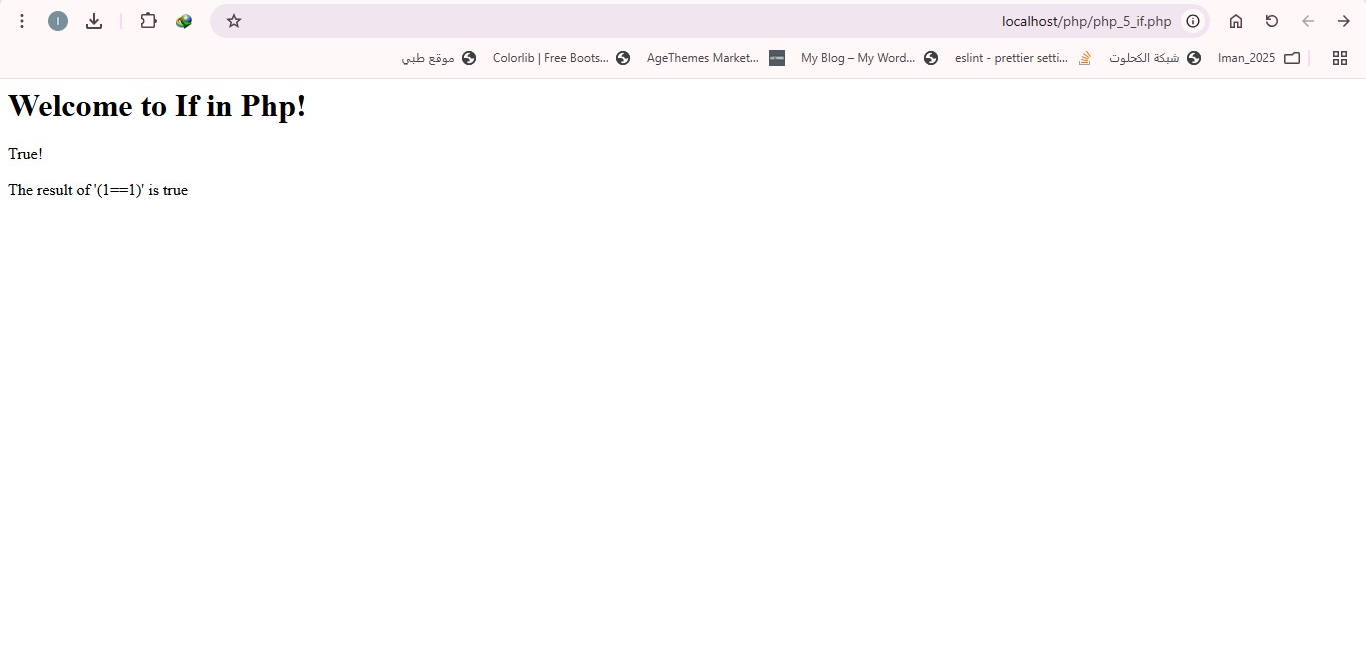 localhost/php/php_5_if.php
موقع طبي
Colorlib | Free Boots...
AgeThemes Market...
My Blog – My Word...
eslint - prettier setti...
شبكة الكحلوت
Iman_2025
Welcome to If in Php!
True!
The result of '(1==1)' is true